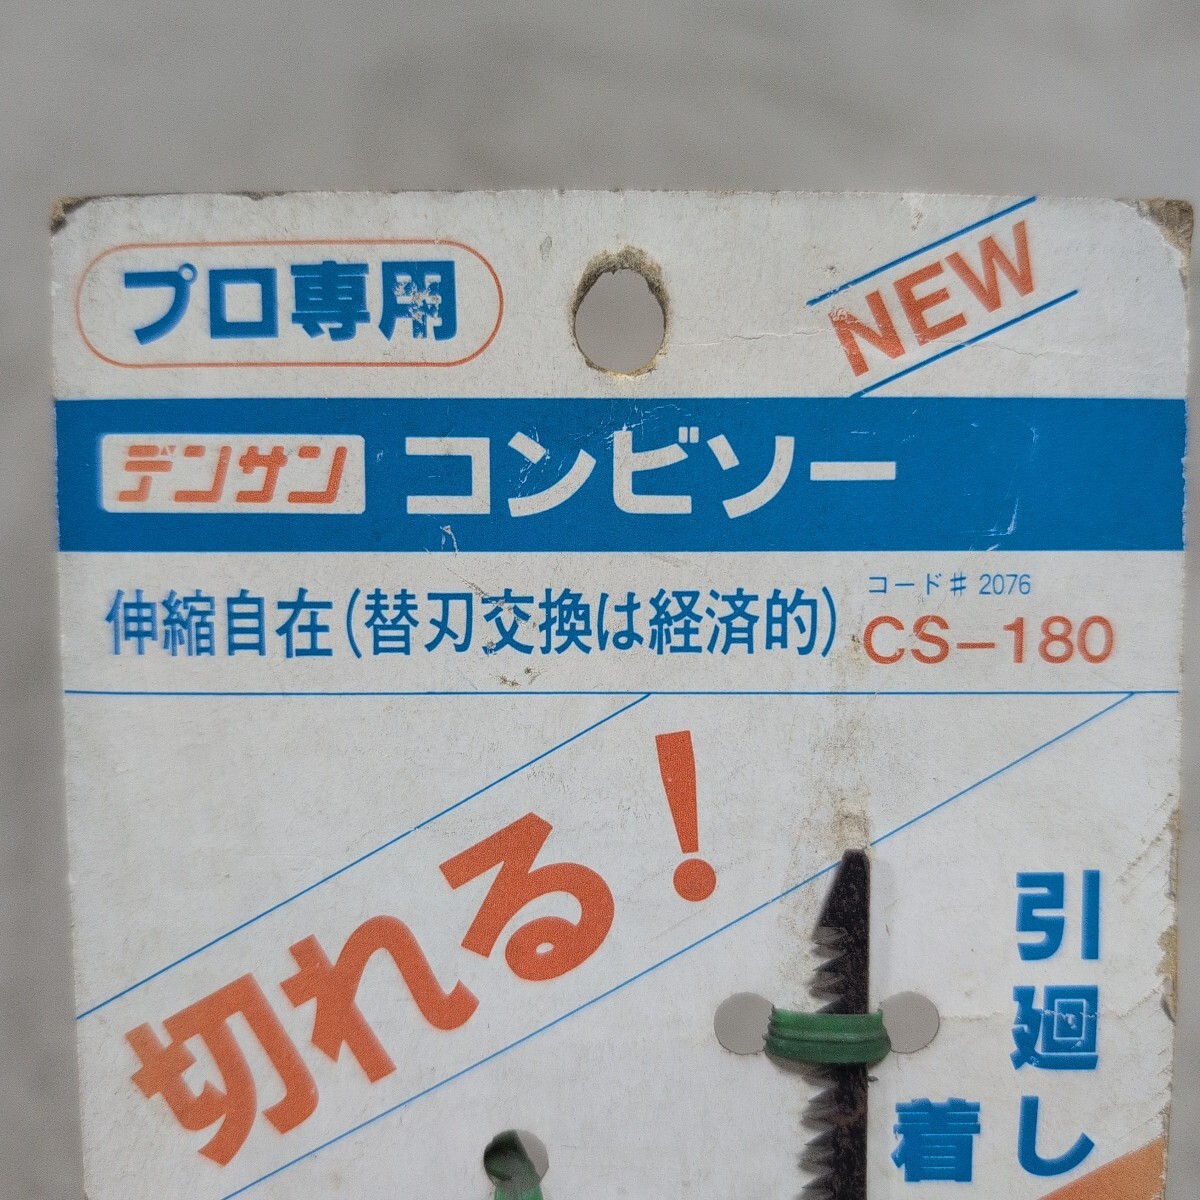 プロ専用
NEW
デンサン コンビソー
伸縮自在(替刃交換は経済的)
コード# 2076
CS-180
切れる!
引廻し
着